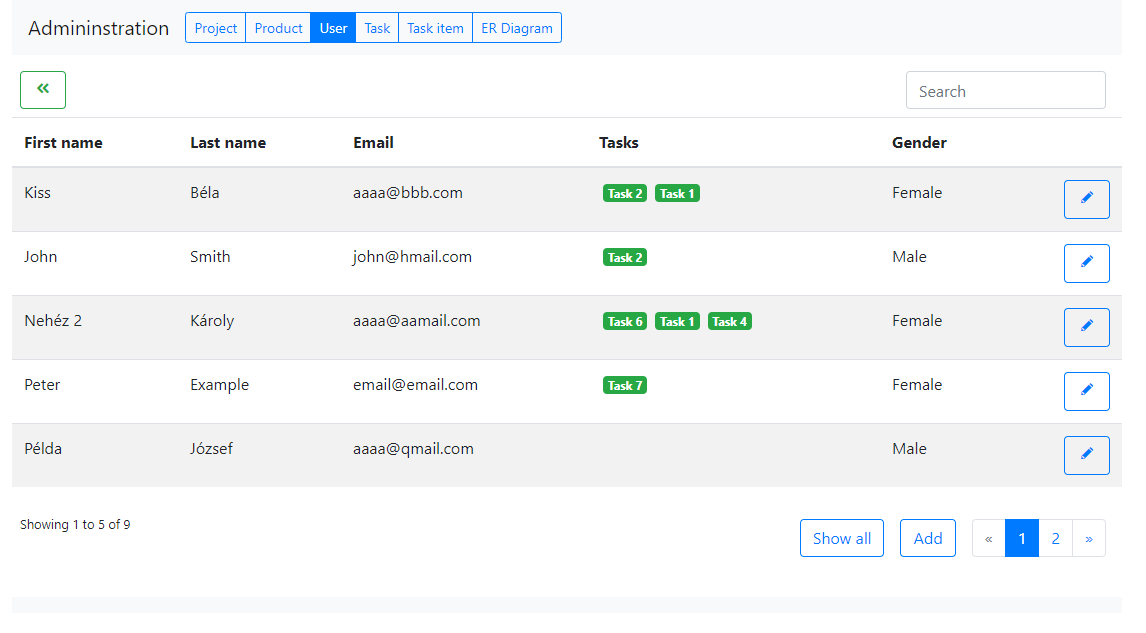 Admininstration Project Product User Task Task item ER Diagram
«
Search
First name Last name Email Tasks Gender
Kiss Béla aaaa@bbb.com Task 2 Task 1 Female
John Smith john@hmail.com Task 2 Male
Nehéz 2 Károly aaaa@aamail.com Task 6 Task 1 Task 4 Female
Peter Example email@email.com Task 7 Female
Példa József aaaa@qmail.com Male
Showing 1 to 5 of 9
Show all Add « 1 2 »